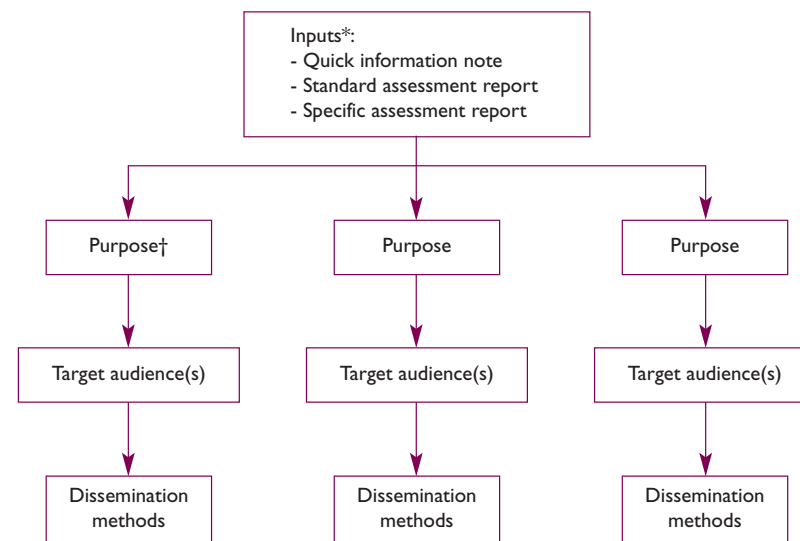 Inputs*:
- Quick information note
- Standard assessment report
- Specific assessment report
Purpose†
Purpose
Purpose
Target audience(s)
Target audience(s)
Target audience(s)
Dissemination
methods
Dissemination
methods
Dissemination
methods